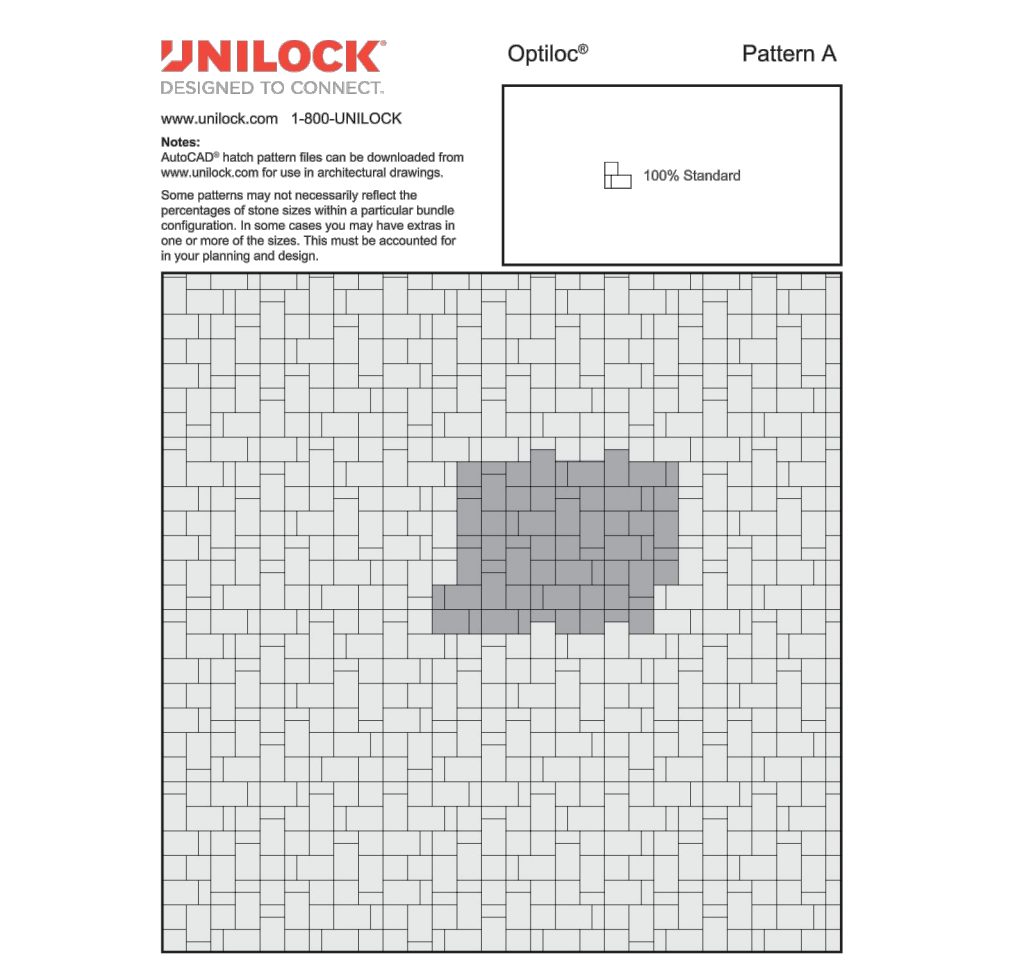 UNILOCK®
DESIGNED TO CONNECT™
www.unilock.com 1-800-UNILOCK
Notes:
AutoCAD® hatch pattern files can be downloaded from
www.unilock.com for use in architectural drawings.
Some patterns may not necessarily reflect the
percentages of stone sizes within a particular bundle
configuration. In some cases you may have extras in
one or more of the sizes. This must be accounted for
in your planning and design.
Optiloc® Pattern A
100% Standard